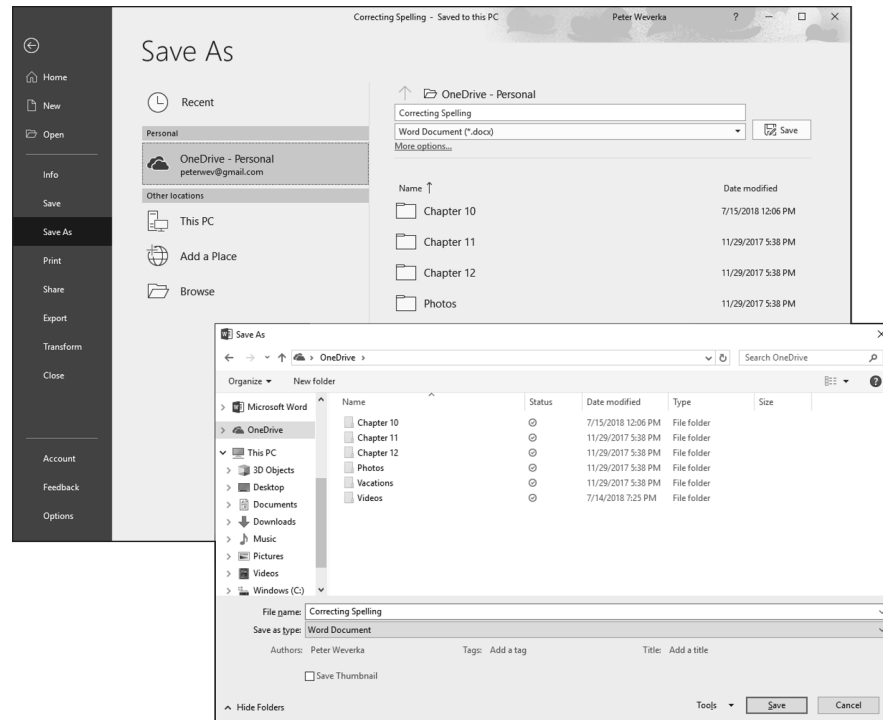 Correcting Spelling - Saved to this PC
Peter Weverka
?
Save As
Home
New
Open
Info
Save
Save As
Print
Share
Export
Transform
Close
Account
Feedback
Options
Recent
Personal
OneDrive - Personal
peterwev@gmail.com
Other locations
This PC
Add a Place
Browse
OneDrive - Personal
Correcting Spelling
Word Document (*.docx)
Save
More options...
Name Date modified
Chapter 10 7/15/2018 12:06 PM
Chapter 11 11/29/2017 5:38 PM
Chapter 12 11/29/2017 5:38 PM
Photos 11/29/2017 5:38 PM
Save As
OneDrive
Search OneDrive
Organize New folder
?
Microsoft Word
OneDrive
This PC
3D Objects
Desktop
Documents
Downloads
Music
Pictures
Videos
Windows (C:)
Name Status Date modified Type Size
Chapter 10 7/15/2018 12:06 PM File folder
Chapter 11 11/29/2017 5:38 PM File folder
Chapter 12 11/29/2017 5:38 PM File folder
Photos 11/29/2017 5:38 PM File folder
Vacations 11/29/2017 5:38 PM File folder
Videos 7/14/2018 7:25 PM File folder
File name: Correcting Spelling
Save as type: Word Document
Authors: Peter Weverka Tags: Add a tag Title: Add a title
Save Thumbnail
Hide Folders Tools Save Cancel